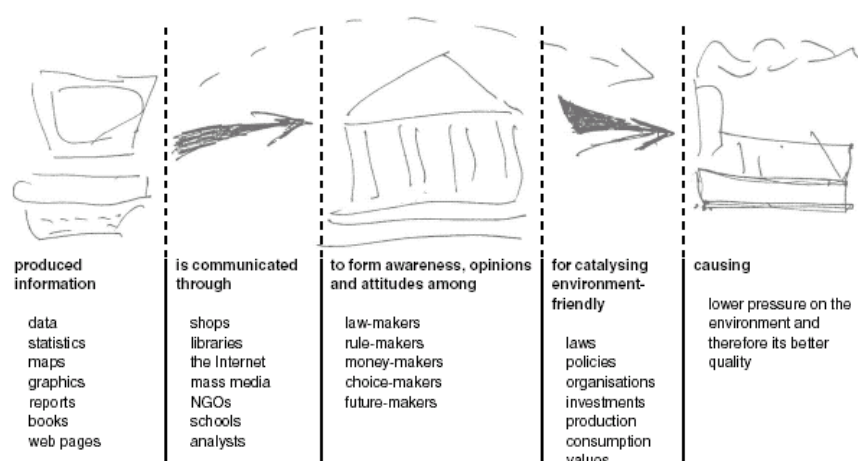 produced
information
data
statistics
maps
graphics
reports
books
web pages
is communicated
through
shops
libraries
the Internet
mass media
NGOs
schools
analysts
to form awareness, opinions
and attitudes among
law-makers
rule-makers
money-makers
choice-makers
future-makers
for catalysing
environment-
friendly
laws
policies
organisations
investments
production
consumption
values
causing
lower pressure on the
environment and
therefore its better
quality